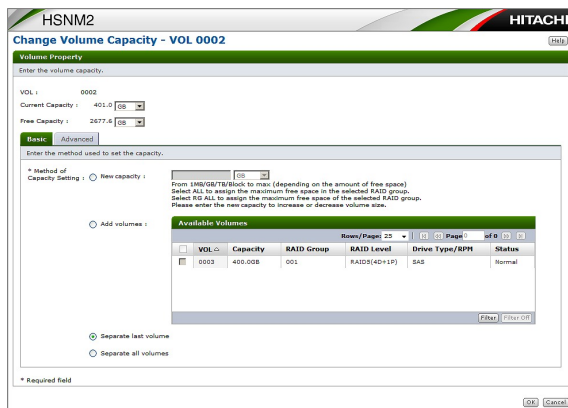 HSNM2
HITACHI
Change Volume Capacity - VOL 0002
Help
Volume Property
Enter the volume capacity.
VOL : 0002
Current Capacity : 401.0 GB
Free Capacity : 2677.6 GB
Basic Advanced
Enter the method used to set the capacity.
* Method of Capacity Setting :
New capacity : GB
From 1MB/GB/TB/Block to max (depending on the amount of free space)
Select ALL to assign the maximum free space in the selected RAID group.
Select RG ALL to assign the maximum free space of the selected RAID group.
Please enter the new capacity to increase or decrease volume size.
Add volumes :
Available Volumes
Rows/Page: 25 Page 0 of 0
VOL Capacity RAID Group RAID Level Drive Type/RPM Status
0003 400.0GB 001 RAID5(4D+1P) SAS Normal
Filter Filter Off
Separate last volume
Separate all volumes
* Required field
OK Cancel